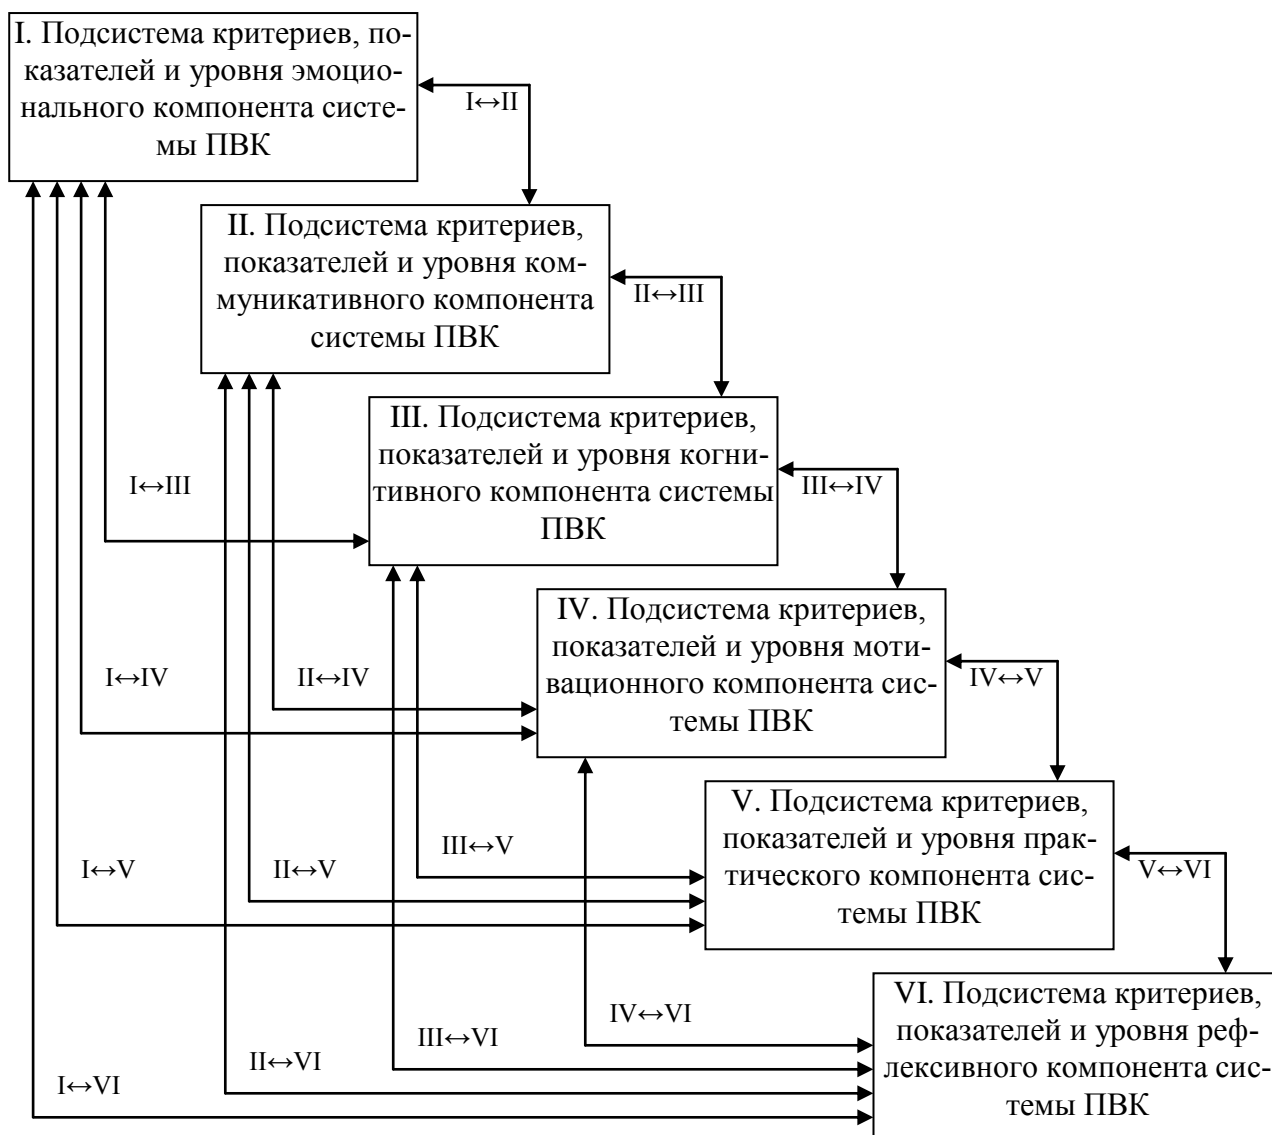 I. Подсистема критериев, по-
казателей и уровня эмоцио-
нального компонента систе-
мы ПВК
I↔II
II. Подсистема критериев,
показателей и уровня ком-
муникативного компонента
системы ПВК
II↔III
III. Подсистема критериев,
показателей и уровня когни-
тивного компонента системы
ПВК
I↔III
III↔IV
IV. Подсистема критериев,
показателей и уровня моти-
вационного компонента сис-
темы ПВК
I↔IV
II↔IV
IV↔V
V. Подсистема критериев,
показателей и уровня прак-
тического компонента сис-
темы ПВК
I↔V
II↔V
III↔V
V↔VI
VI. Подсистема критериев,
показателей и уровня реф-
лексивного компонента сис-
темы ПВК
I↔VI
II↔VI
III↔VI
IV↔VI